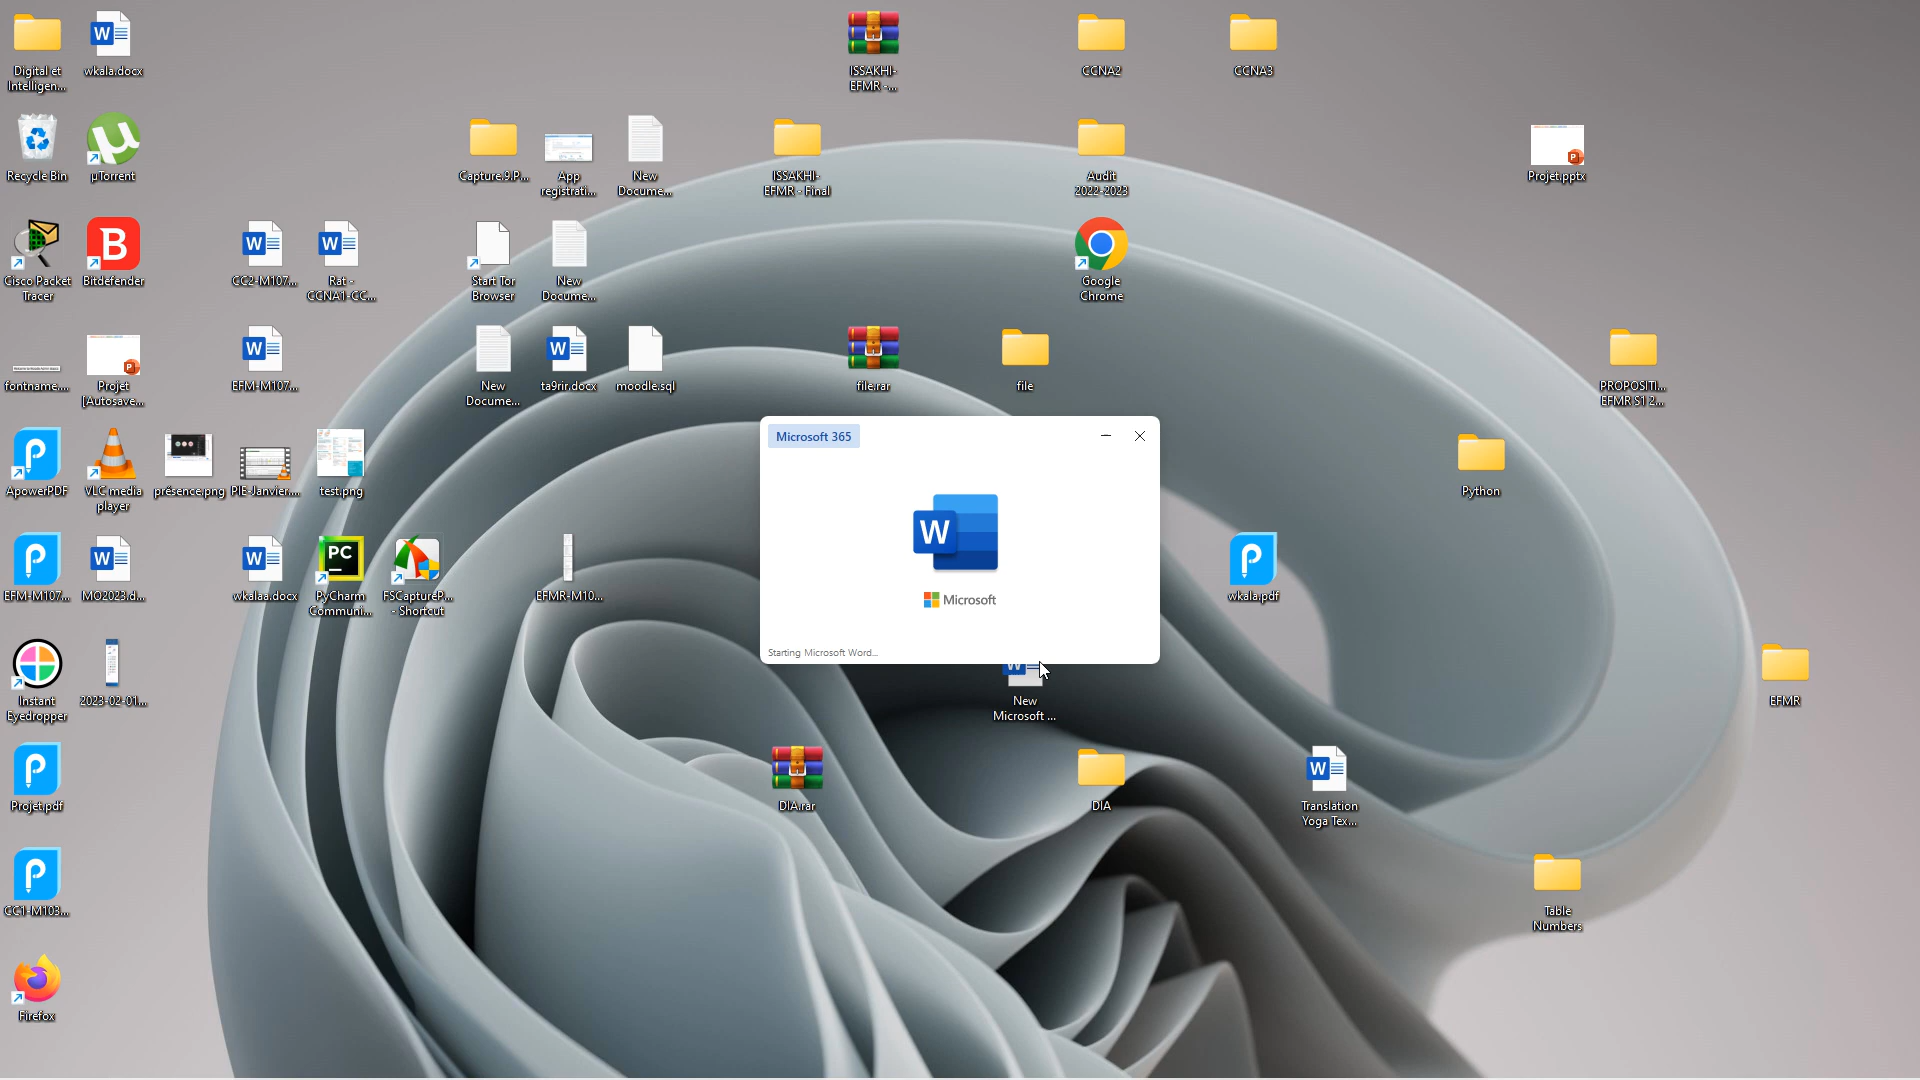 Digital et
Intelligen...
wkala.docx
ISSAKHI-
EFMR -...
CCNA2
CCNA3
Recycle Bin
µTorrent
Capture.9.P...
App
registrati...
New
Docume...
ISSAKHI-
EFMR - Final
Audit
2022-2023
Projet.pptx
Cisco Packet
Tracer
Bitdefender
CC2-M107...
Rat -
CCNA1-CC...
Start Tor
Browser
New
Docume...
Google
Chrome
fontname....
Projet
[Autosave...
EFM-M107...
New
Docume...
ta9rir.docx
moodle.sql
file.rar
file
PROPOSITI...
EFMR S1 2...
ApowerPDF
VLC media
player
présence.png
PIE-Janvier....
test.png
Microsoft 365
W
Microsoft
Starting Microsoft Word...
Python
EFM-M107...
MO2023.d...
wkalaa.docx
PC
PyCharm
Communi...
FSCaptureP...
- Shortcut
EFMR-M10...
wkala.pdf
Instant
Eyedropper
2023-02-01...
New
Microsoft ...
EFMR
Projet.pdf
DIA.rar
DIA
Translation
Yoga Tex...
CC1-M103...
Table
Numbers
Firefox